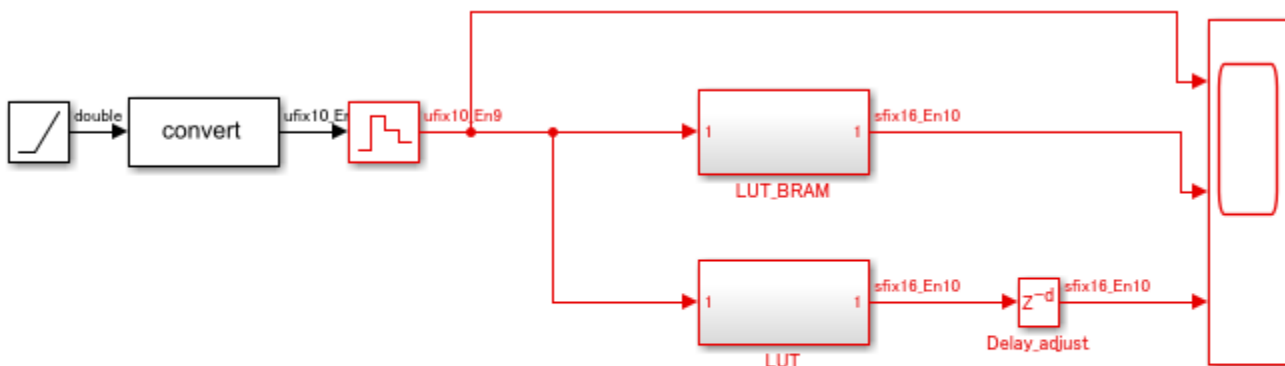 double
convert
ufix10_En
ufix10_En9
1
1
sfix16_En10
LUT_BRAM
1
1
sfix16_En10
Z⁻ᵈ
sfix16_En10
Delay_adjust
LUT